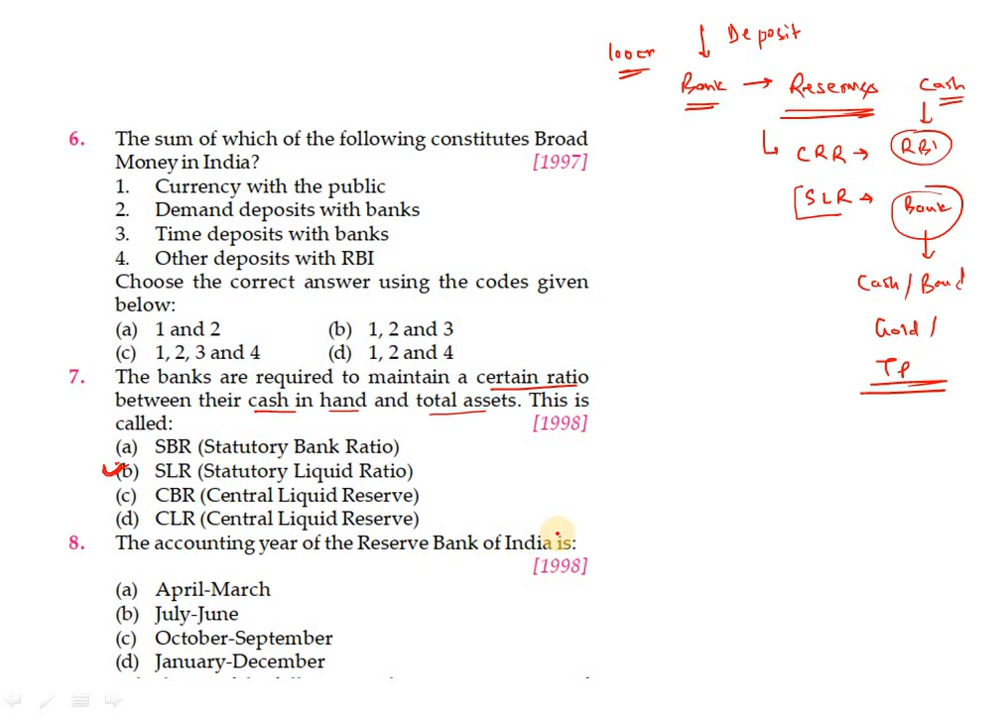 6. The sum of which of the following constitutes Broad
Money in India? [1997]
1. Currency with the public
2. Demand deposits with banks
3. Time deposits with banks
4. Other deposits with RBI
Choose the correct answer using the codes given
below:
(a) 1 and 2 (b) 1, 2 and 3
(c) 1, 2, 3 and 4 (d) 1, 2 and 4
7. The banks are required to maintain a certain ratio
between their cash in hand and total assets. This is
called: [1998]
(a) SBR (Statutory Bank Ratio)
(b) SLR (Statutory Liquid Ratio)
(c) CBR (Central Liquid Reserve)
(d) CLR (Central Liquid Reserve)
8. The accounting year of the Reserve Bank of India is:
[1998]
(a) April-March
(b) July-June
(c) October-September
(d) January-December
↓ Deposit
Bank → Reserves Cash
↳ CRR → RBI
SLR → Bank
Cash / Bond
Gold /